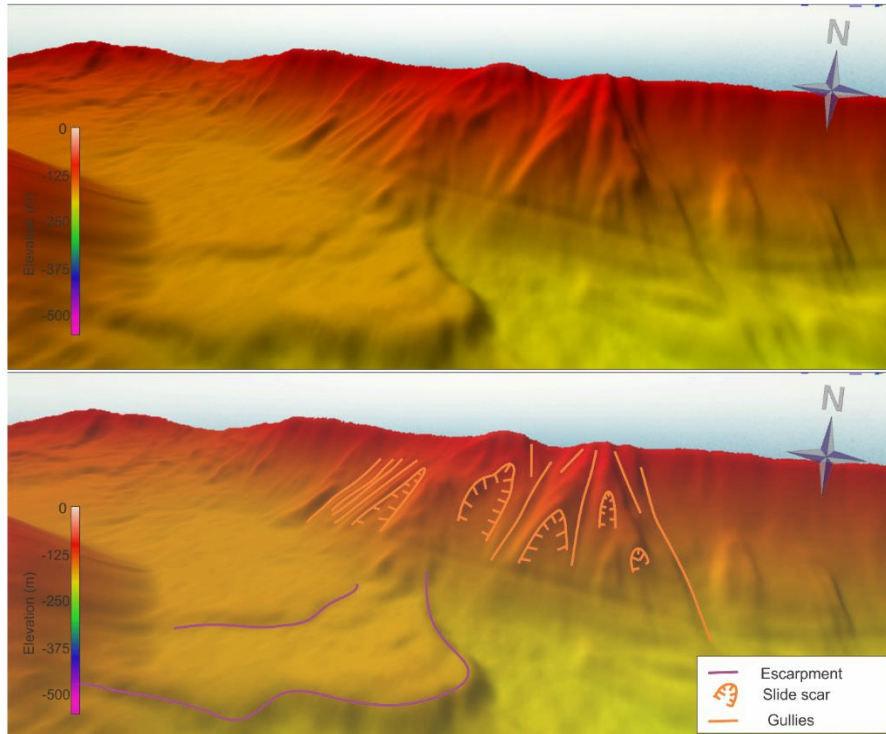 N
0
-125
-250
-375
-500
Elevation (m)
N
0
-125
-250
-375
-500
Elevation (m)
Escarpment
Slide scar
Gullies